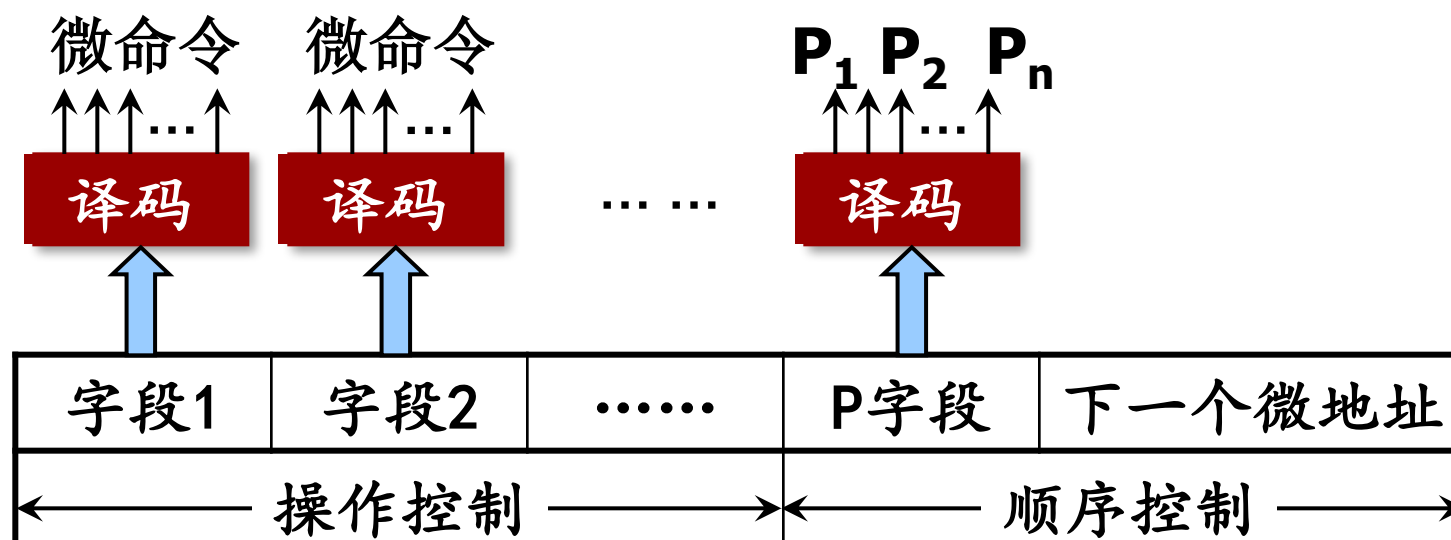 微命令 微命令 P1 P2 Pn
... ... ...
译码 译码 ... ... 译码
字段1 字段2 …… P字段 下一个微地址
操作控制 顺序控制